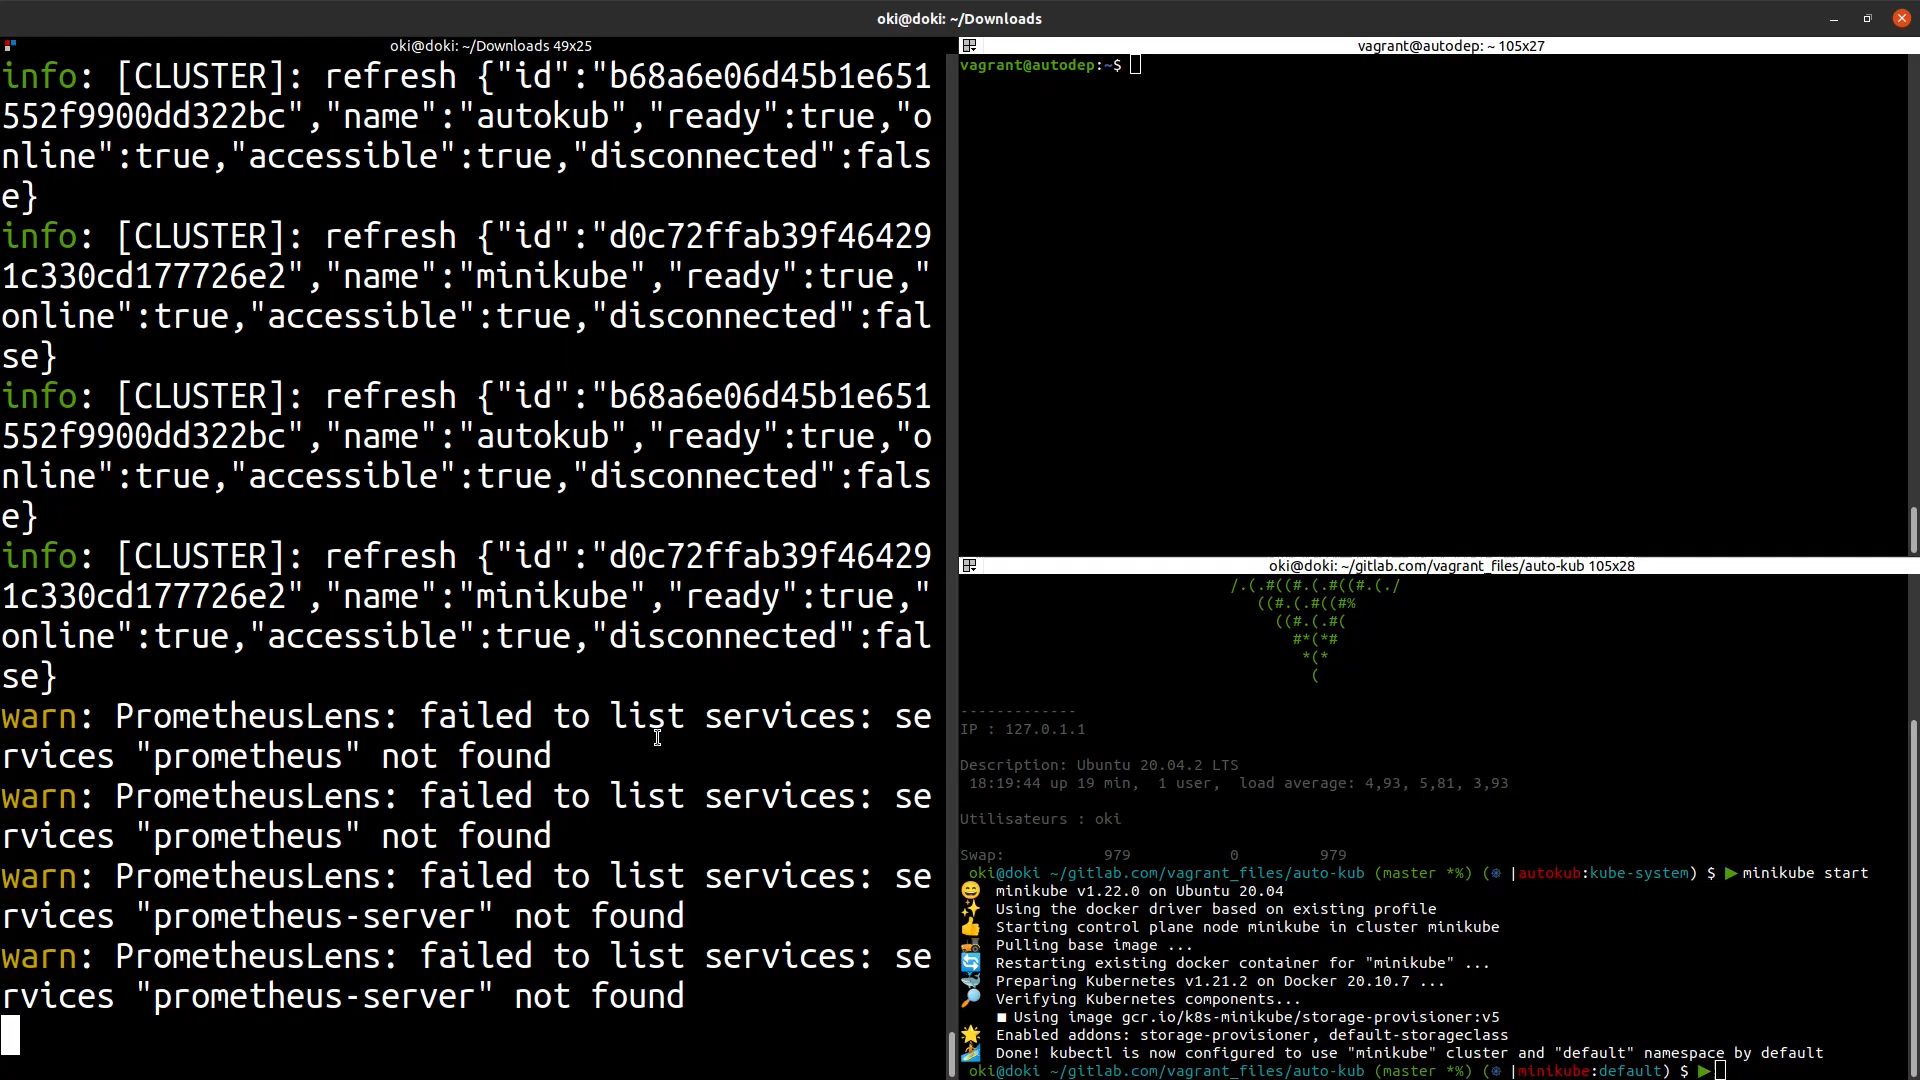 oki@doki: ~/Downloads
oki@doki: ~/Downloads 49x25
info: [CLUSTER]: refresh {"id":"b68a6e06d45b1e651
552f9900dd322bc","name":"autokub","ready":true,"o
nline":true,"accessible":true,"disconnected":fals
e}
info: [CLUSTER]: refresh {"id":"d0c72ffab39f46429
1c330cd177726e2","name":"minikube","ready":true,"
online":true,"accessible":true,"disconnected":fal
se}
info: [CLUSTER]: refresh {"id":"b68a6e06d45b1e651
552f9900dd322bc","name":"autokub","ready":true,"o
nline":true,"accessible":true,"disconnected":fals
e}
info: [CLUSTER]: refresh {"id":"d0c72ffab39f46429
1c330cd177726e2","name":"minikube","ready":true,"
online":true,"accessible":true,"disconnected":fal
se}
warn: PrometheusLens: failed to list services: se
rvices "prometheus" not found
warn: PrometheusLens: failed to list services: se
rvices "prometheus" not found
warn: PrometheusLens: failed to list services: se
rvices "prometheus-server" not found
warn: PrometheusLens: failed to list services: se
rvices "prometheus-server" not found
vagrant@autodep: ~ 105x27
vagrant@autodep:~$
oki@doki: ~/gitlab.com/vagrant_files/auto-kub 105x28
/.(.#((#.(.#((#.(./
((#.(.#((#%
((#.(.#(
#*(*#
*(*
(
-------------
IP : 127.0.1.1
Description: Ubuntu 20.04.2 LTS
18:19:44 up 19 min,  1 user,  load average: 4,93, 5,81, 3,93
Utilisateurs : oki
Swap:           979           0         979
oki@doki ~/gitlab.com/vagrant_files/auto-kub (master *%) (⎈ |autokub:kube-system) $ ▶minikube start
😄  minikube v1.22.0 on Ubuntu 20.04
✨  Using the docker driver based on existing profile
👍  Starting control plane node minikube in cluster minikube
🚜  Pulling base image ...
🔄  Restarting existing docker container for "minikube" ...
🐳  Preparing Kubernetes v1.21.2 on Docker 20.10.7 ...
🔎  Verifying Kubernetes components...
■ Using image gcr.io/k8s-minikube/storage-provisioner:v5
🌟  Enabled addons: storage-provisioner, default-storageclass
🏄  Done! kubectl is now configured to use "minikube" cluster and "default" namespace by default
oki@doki ~/gitlab.com/vagrant_files/auto-kub (master *%) (⎈ |minikube:default) $ ▶